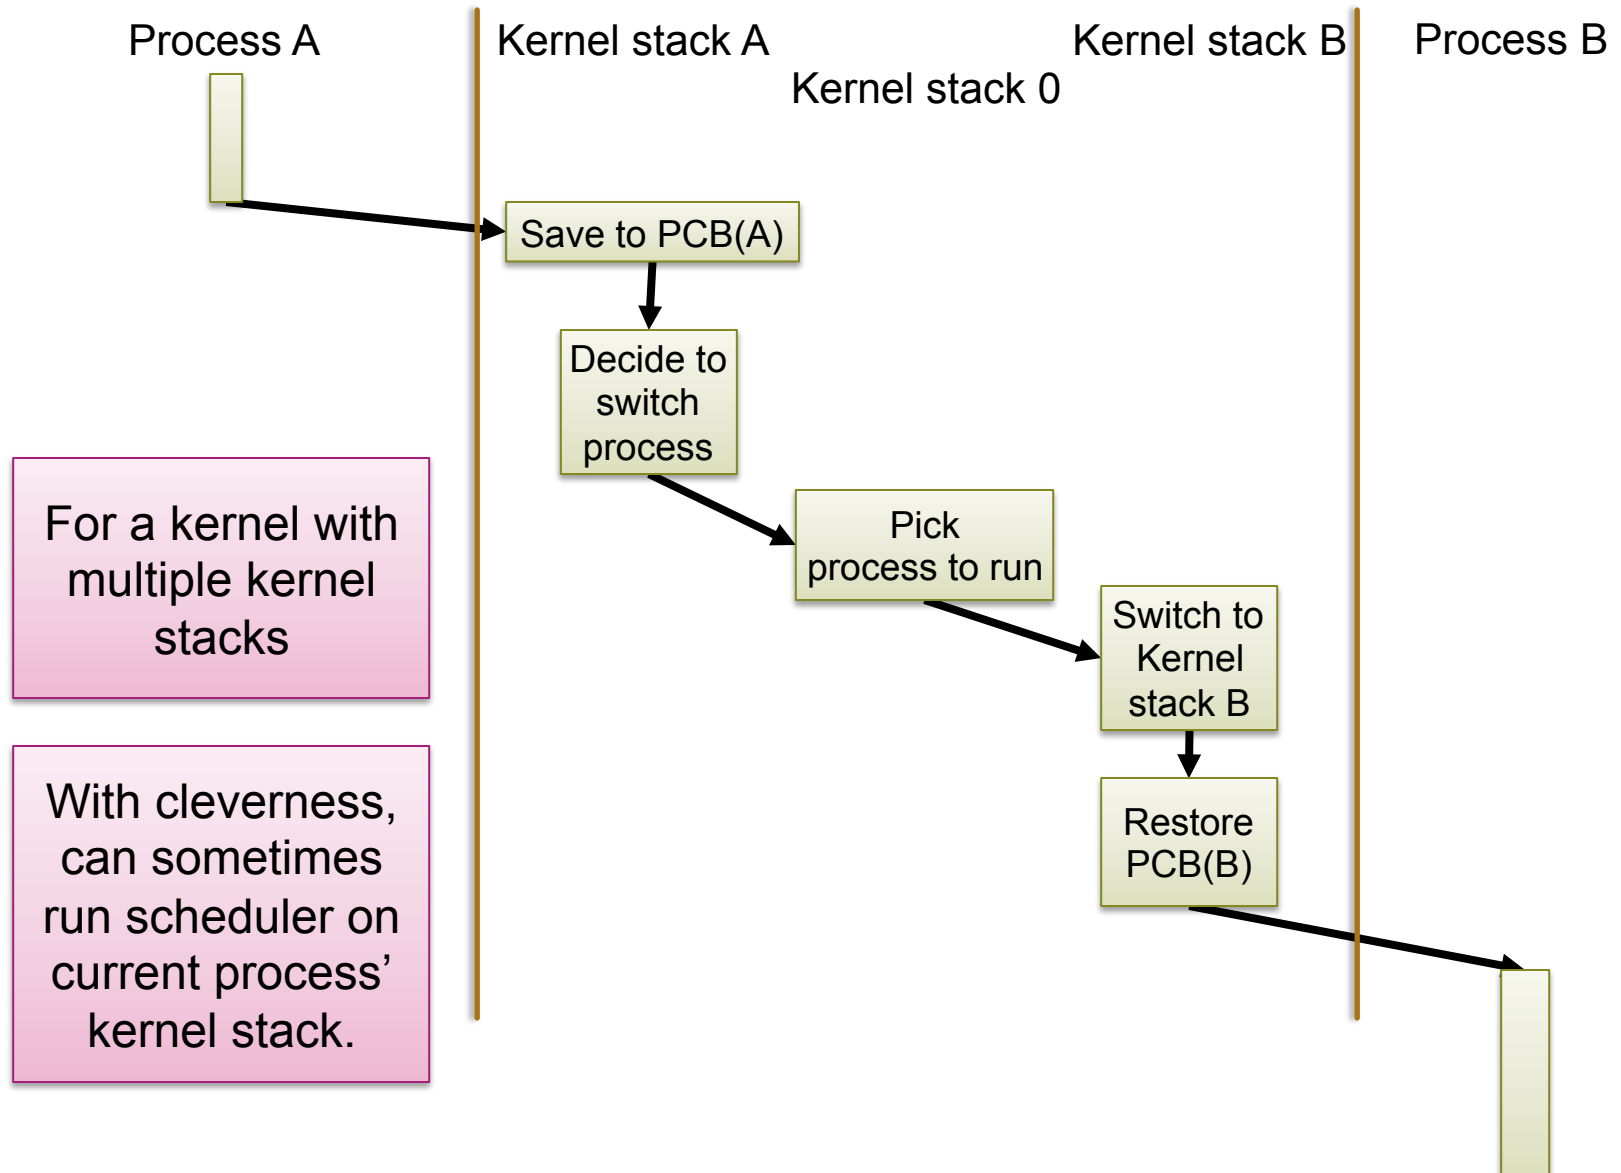 Process A
Kernel stack A
Kernel stack B
Process B
Kernel stack 0
Save to PCB(A)
Decide to
switch
process
Pick
process to run
Switch to
Kernel
stack B
Restore
PCB(B)
For a kernel with
multiple kernel
stacks
With cleverness,
can sometimes
run scheduler on
current process’
kernel stack.